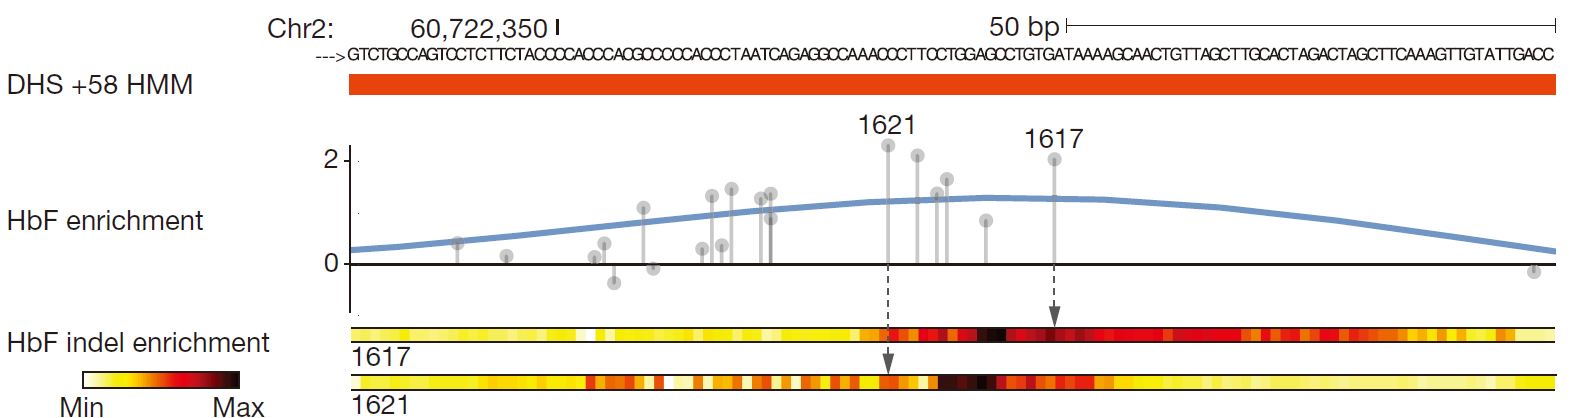 Chr2: 60,722,350 50 bp
--->GTCTGCCAGTCCTCTTCTACCCCACCCACGCCCCCACCCTAATCAGAGGCCAAACCCTTCCTGGAGCCTGTGATAAAAGCAACTGTTAGCTTGCACTAGACTAGCTTCAAAGTTGTATTGACC
DHS +58 HMM
1621
1617
2
HbF enrichment
0
HbF indel enrichment
1617
Min Max
1621